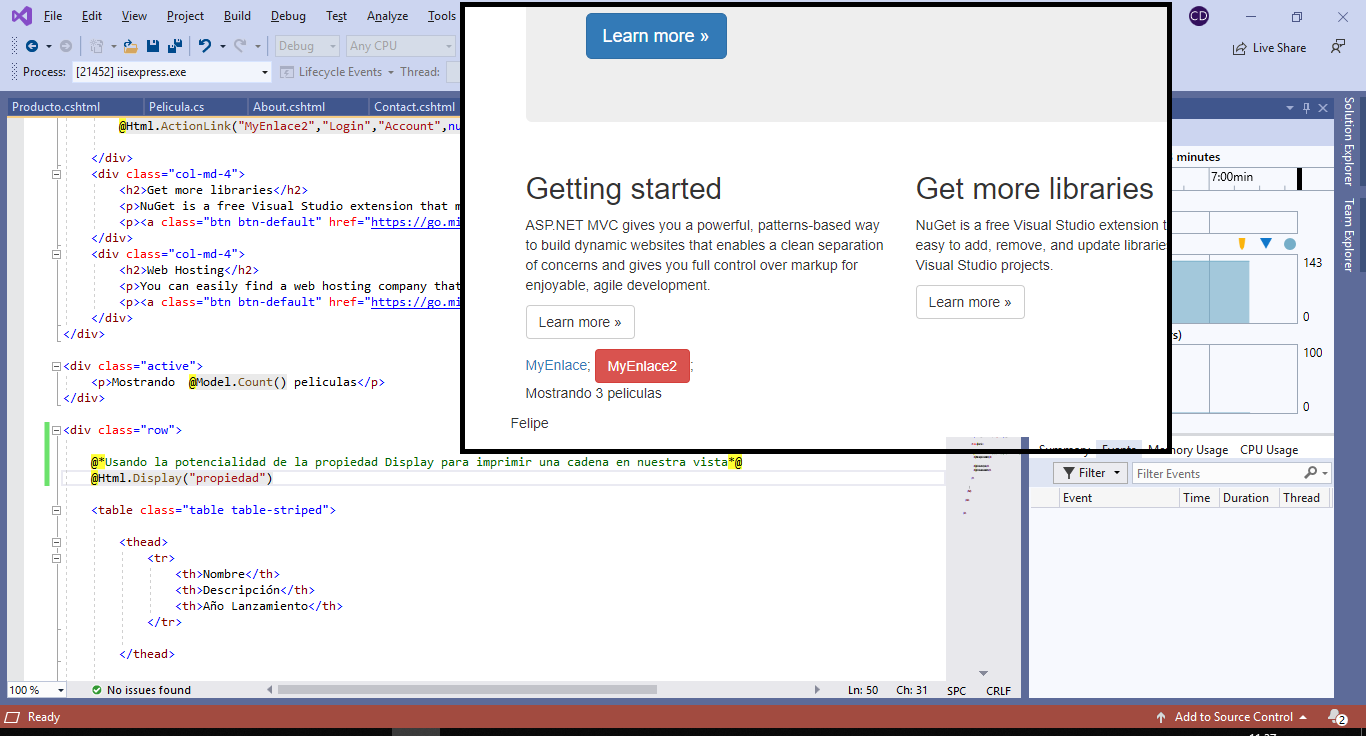 File Edit View Project Build Debug Test Analyze Tools
CD
Debug Any CPU
Live Share
Process: [21452] iisexpress.exe Lifecycle Events Thread:
Producto.cshtml Pelicula.cs About.cshtml Contact.cshtml
@Html.ActionLink("MyEnlace2","Login","Account",nu
</div>
<div class="col-md-4">
<h2>Get more libraries</h2>
<p>NuGet is a free Visual Studio extension that m
<p><a class="btn btn-default" href="https://go.mi
</div>
<div class="col-md-4">
<h2>Web Hosting</h2>
<p>You can easily find a web hosting company that
<p><a class="btn btn-default" href="https://go.mi
</div>
</div>
<div class="active">
<p>Mostrando  @Model.Count() peliculas</p>
</div>
<div class="row">
@*Usando la potencialidad de la propiedad Display para imprimir una cadena en nuestra vista*@
@Html.Display("propiedad")
<table class="table table-striped">
<thead>
<tr>
<th>Nombre</th>
<th>Descripción</th>
<th>Año Lanzamiento</th>
</tr>
</thead>
Learn more »
Getting started
ASP.NET MVC gives you a powerful, patterns-based way
to build dynamic websites that enables a clean separation
of concerns and gives you full control over markup for
enjoyable, agile development.
Learn more »
MyEnlace; MyEnlace2 ;
Mostrando 3 peliculas
Felipe
Get more libraries
NuGet is a free Visual Studio extension t
easy to add, remove, and update librarie
Visual Studio projects.
Learn more »
minutes
7:00min
143
0
s)
100
0
Summary Events Memory Usage CPU Usage
Filter Filter Events
Event Time Duration Thread
Solution Explorer
Team Explorer
100 % No issues found Ln: 50 Ch: 31 SPC CRLF
Ready Add to Source Control 2